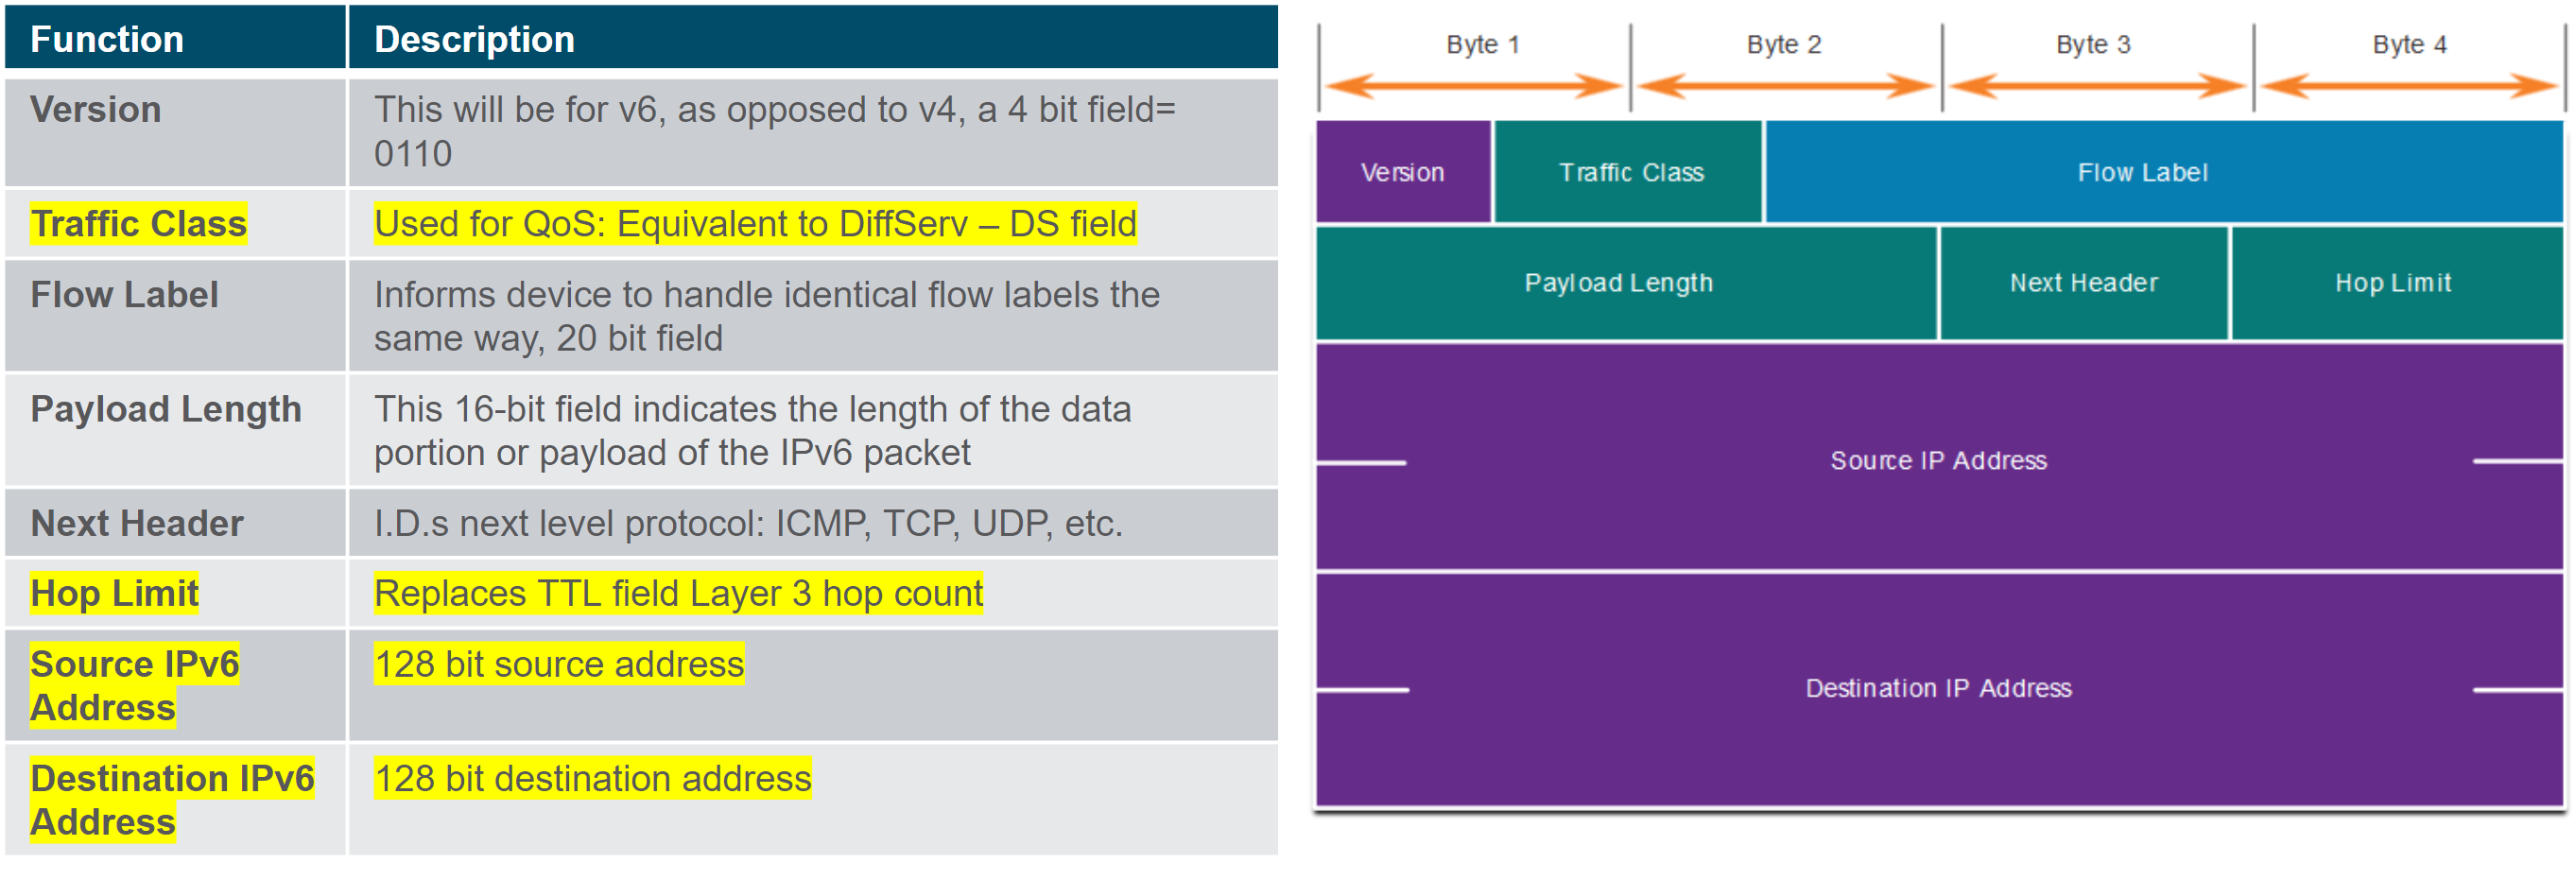 Function Description
Version This will be for v6, as opposed to v4, a 4 bit field=
0110
Traffic Class Used for QoS: Equivalent to DiffServ – DS field
Flow Label Informs device to handle identical flow labels the
same way, 20 bit field
Payload Length This 16-bit field indicates the length of the data
portion or payload of the IPv6 packet
Next Header I.D.s next level protocol: ICMP, TCP, UDP, etc.
Hop Limit Replaces TTL field Layer 3 hop count
Source IPv6 128 bit source address
Address
Destination IPv6 128 bit destination address
Address
Byte 1 Byte 2 Byte 3 Byte 4
Version Traffic Class Flow Label
Payload Length Next Header Hop Limit
Source IP Address
Destination IP Address